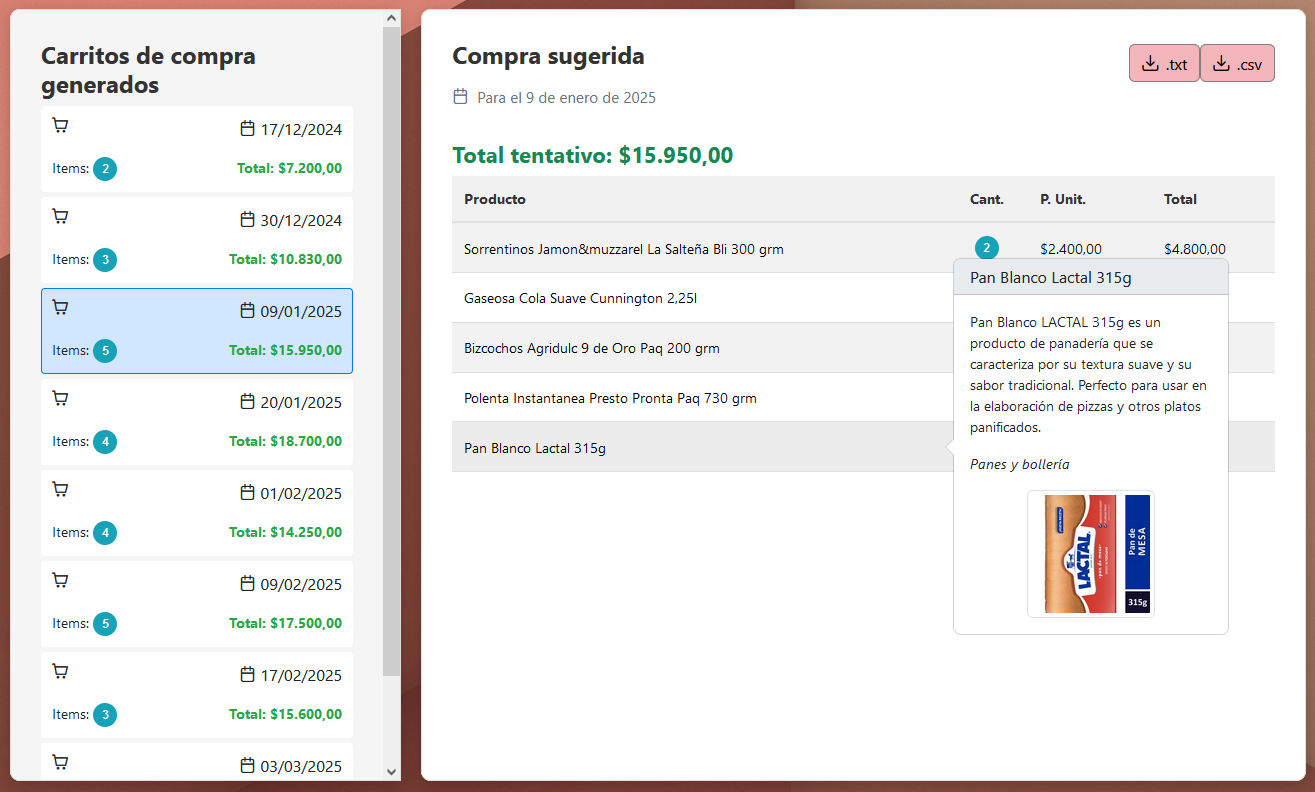 Carritos de compra
generados
17/12/2024
Items: 2 Total: $7.200,00
30/12/2024
Items: 3 Total: $10.830,00
09/01/2025
Items: 5 Total: $15.950,00
20/01/2025
Items: 4 Total: $18.700,00
01/02/2025
Items: 4 Total: $14.250,00
09/02/2025
Items: 5 Total: $17.500,00
17/02/2025
Items: 3 Total: $15.600,00
03/03/2025
Compra sugerida
.txt .csv
Para el 9 de enero de 2025
Total tentativo: $15.950,00
Producto Cant. P. Unit. Total
Sorrentinos Jamon&muzzarel La Salteña Bli 300 grm 2 $2.400,00 $4.800,00
Gaseosa Cola Suave Cunnington 2,25l
Bizcochos Agridulc 9 de Oro Paq 200 grm
Polenta Instantanea Presto Pronta Paq 730 grm
Pan Blanco Lactal 315g
Pan Blanco Lactal 315g
Pan Blanco LACTAL 315g es un
producto de panadería que se
caracteriza por su textura suave y su
sabor tradicional. Perfecto para usar en
la elaboración de pizzas y otros platos
panificados.
Panes y bollería
LACTAL
Pan de
MESA
315g